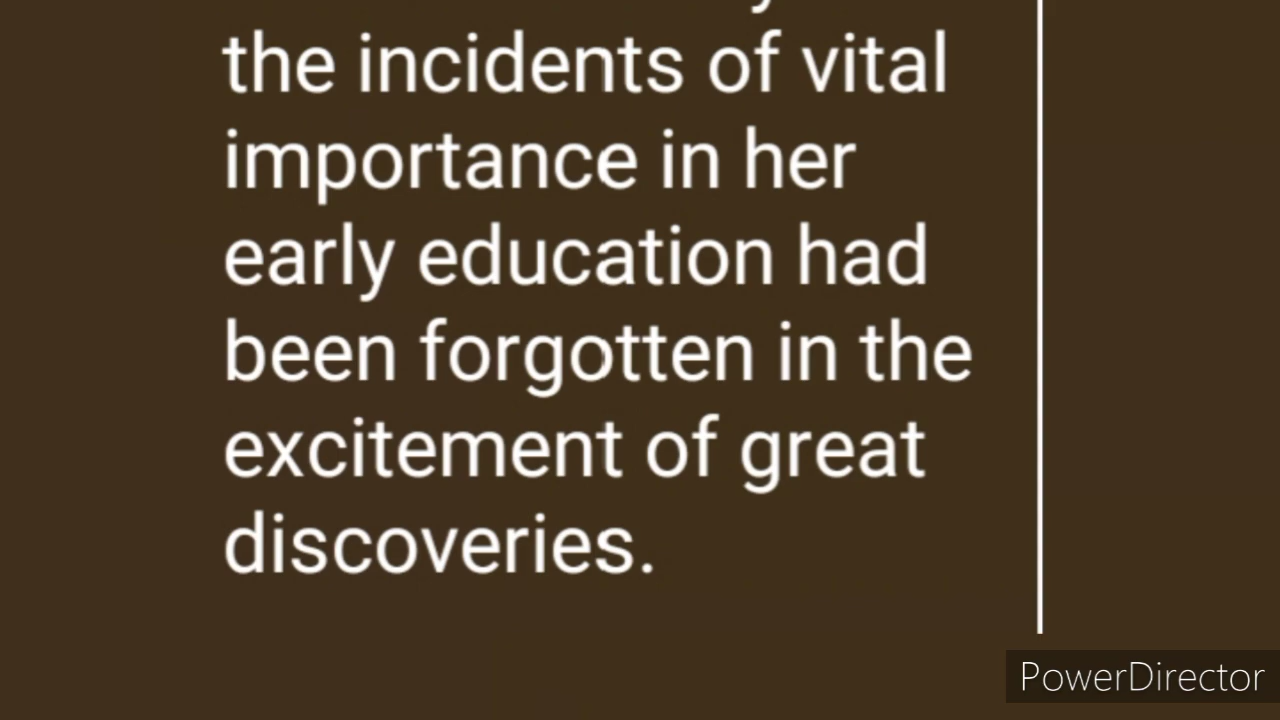 the incidents of vital
importance in her
early education had
been forgotten in the
excitement of great
discoveries.
PowerDirector